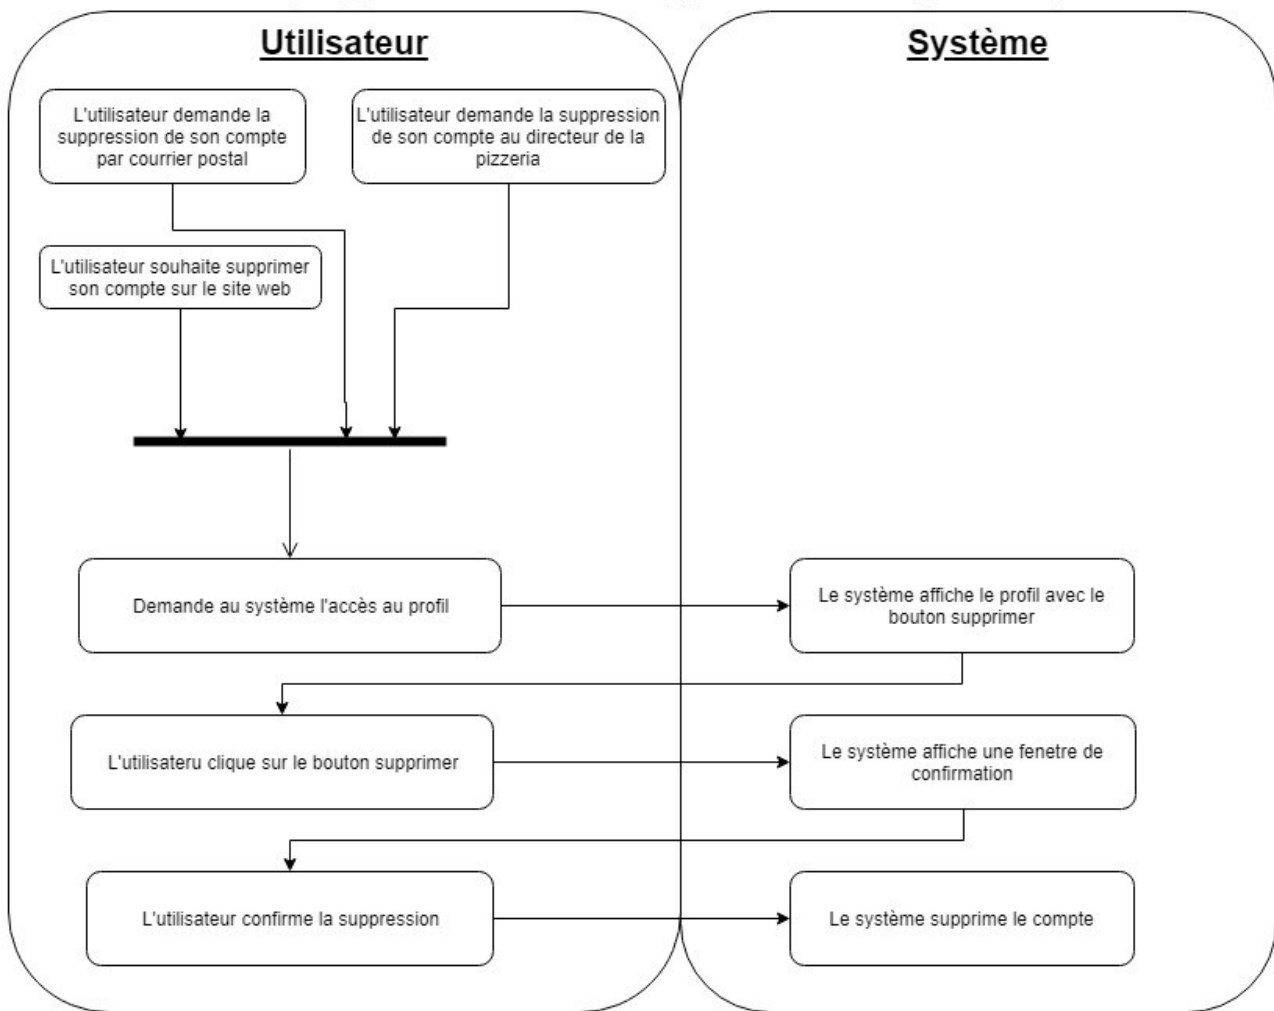 Utilisateur
Système
L'utilisateur demande la
suppression de son compte
par courrier postal
L'utilisateur demande la suppression
de son compte au directeur de la
pizzeria
L'utilisateur souhaite supprimer
son compte sur le site web
Demande au système l'accès au profil
Le système affiche le profil avec le
bouton supprimer
L'utilisateru clique sur le bouton supprimer
Le système affiche une fenetre de
confirmation
L'utilisateur confirme la suppression
Le système supprime le compte